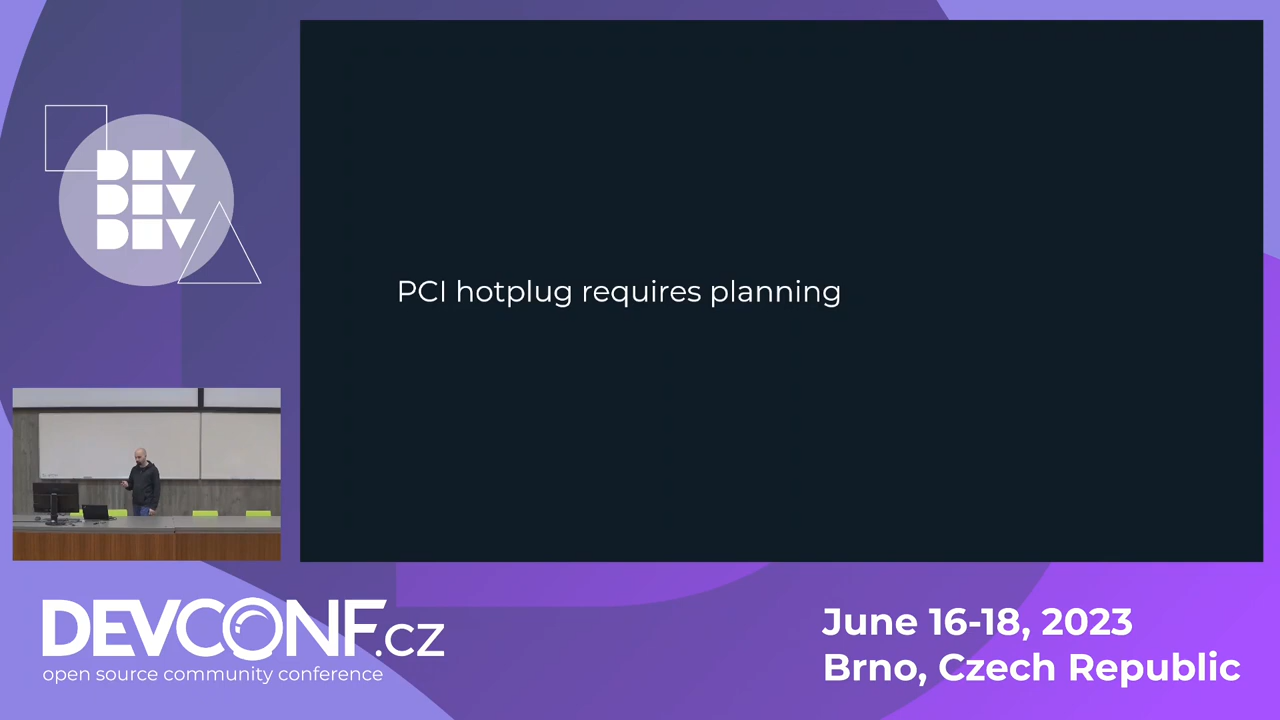 DEV
DEV
DEV
PCI hotplug requires planning
DEVCONF.cz
open source community conference
June 16-18, 2023
Brno, Czech Republic